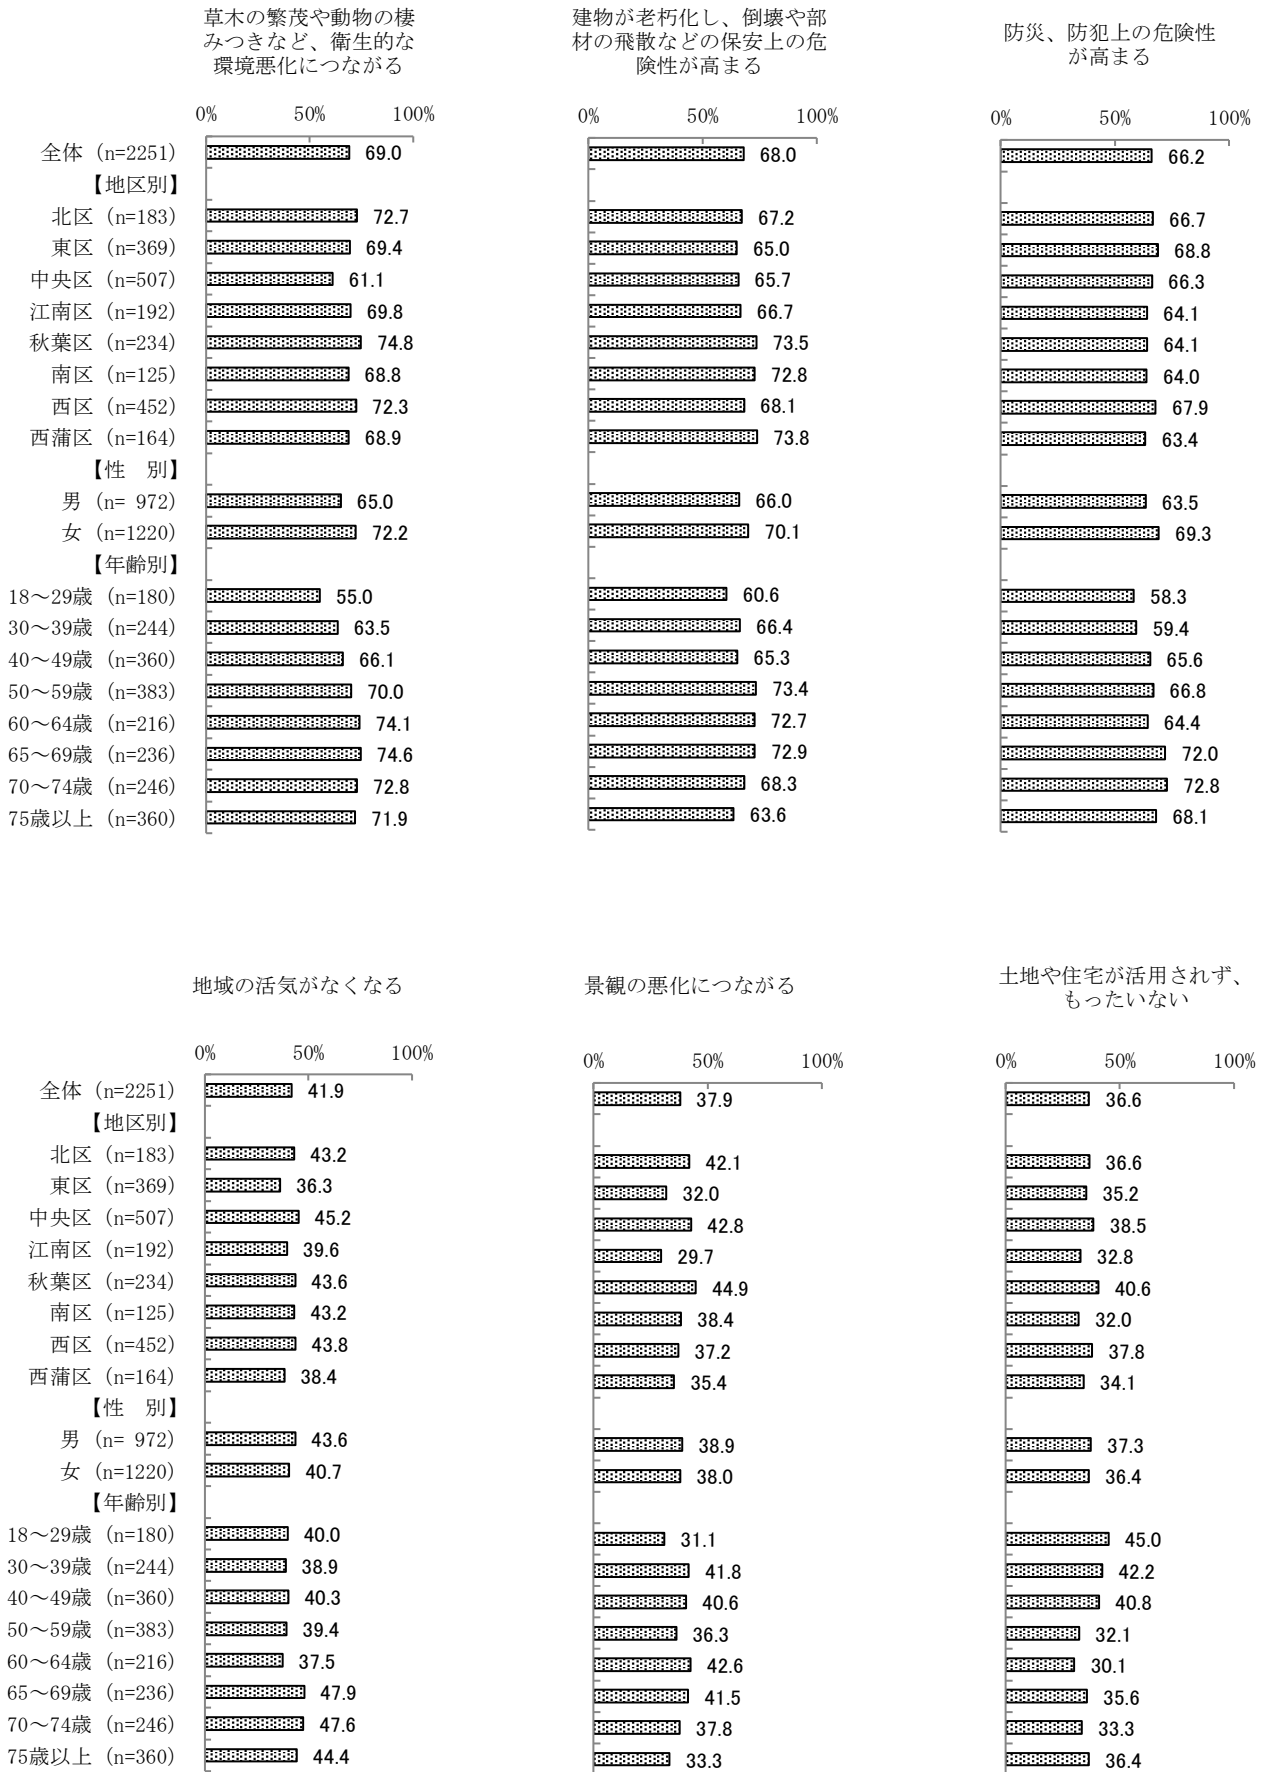 草木の繁茂や動物の棲
みつきなど、衛生的な
環境悪化につながる
建物が老朽化し、倒壊や部
材の飛散などの保安上の危
険性が高まる
防災、防犯上の危険性
が高まる
0% 50% 100%
0% 50% 100%
0% 50% 100%
全体 (n=2251) 69.0 68.0 66.2
【地区別】
北区 (n=183) 72.7 67.2 66.7
東区 (n=369) 69.4 65.0 68.8
中央区 (n=507) 61.1 65.7 66.3
江南区 (n=192) 69.8 66.7 64.1
秋葉区 (n=234) 74.8 73.5 64.1
南区 (n=125) 68.8 72.8 64.0
西区 (n=452) 72.3 68.1 67.9
西蒲区 (n=164) 68.9 73.8 63.4
【性　別】
男 (n= 972) 65.0 66.0 63.5
女 (n=1220) 72.2 70.1 69.3
【年齢別】
18～29歳 (n=180) 55.0 60.6 58.3
30～39歳 (n=244) 63.5 66.4 59.4
40～49歳 (n=360) 66.1 65.3 65.6
50～59歳 (n=383) 70.0 73.4 66.8
60～64歳 (n=216) 74.1 72.7 64.4
65～69歳 (n=236) 74.6 72.9 72.0
70～74歳 (n=246) 72.8 68.3 72.8
75歳以上 (n=360) 71.9 63.6 68.1
地域の活気がなくなる
景観の悪化につながる
土地や住宅が活用されず、
もったいない
0% 50% 100%
0% 50% 100%
0% 50% 100%
全体 (n=2251) 41.9 37.9 36.6
【地区別】
北区 (n=183) 43.2 42.1 36.6
東区 (n=369) 36.3 32.0 35.2
中央区 (n=507) 45.2 42.8 38.5
江南区 (n=192) 39.6 29.7 32.8
秋葉区 (n=234) 43.6 44.9 40.6
南区 (n=125) 43.2 38.4 32.0
西区 (n=452) 43.8 37.2 37.8
西蒲区 (n=164) 38.4 35.4 34.1
【性　別】
男 (n= 972) 43.6 38.9 37.3
女 (n=1220) 40.7 38.0 36.4
【年齢別】
18～29歳 (n=180) 40.0 31.1 45.0
30～39歳 (n=244) 38.9 41.8 42.2
40～49歳 (n=360) 40.3 40.6 40.8
50～59歳 (n=383) 39.4 36.3 32.1
60～64歳 (n=216) 37.5 42.6 30.1
65～69歳 (n=236) 47.9 41.5 35.6
70～74歳 (n=246) 47.6 37.8 33.3
75歳以上 (n=360) 44.4 33.3 36.4